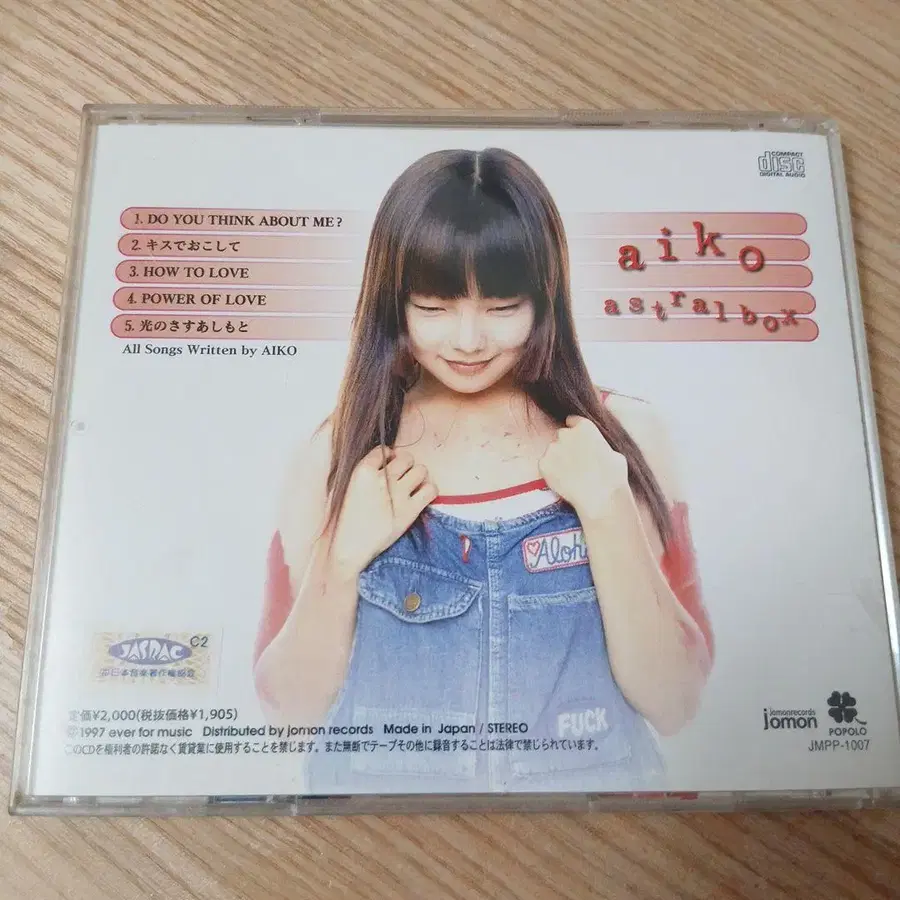 COMPACT
disc
DIGITAL AUDIO
1. DO YOU THINK ABOUT ME?
2. キスでおこして
3. HOW TO LOVE
4. POWER OF LOVE
5. 光のさすあしもと
All Songs Written by AIKO
aiko
astral box
Aloh
FUCK
JASRAC
C2
定価¥2,000(税抜価格¥1,905)
©1997 ever for music Distributed by jomon records Made in Japan / STEREO
このCDを権利者の許諾なく賃貸業に使用することを禁じます。また無断でテープその他に録音することは法律で禁じられています。
jomonrecords
jomon
POPOLO
JMPP-1007